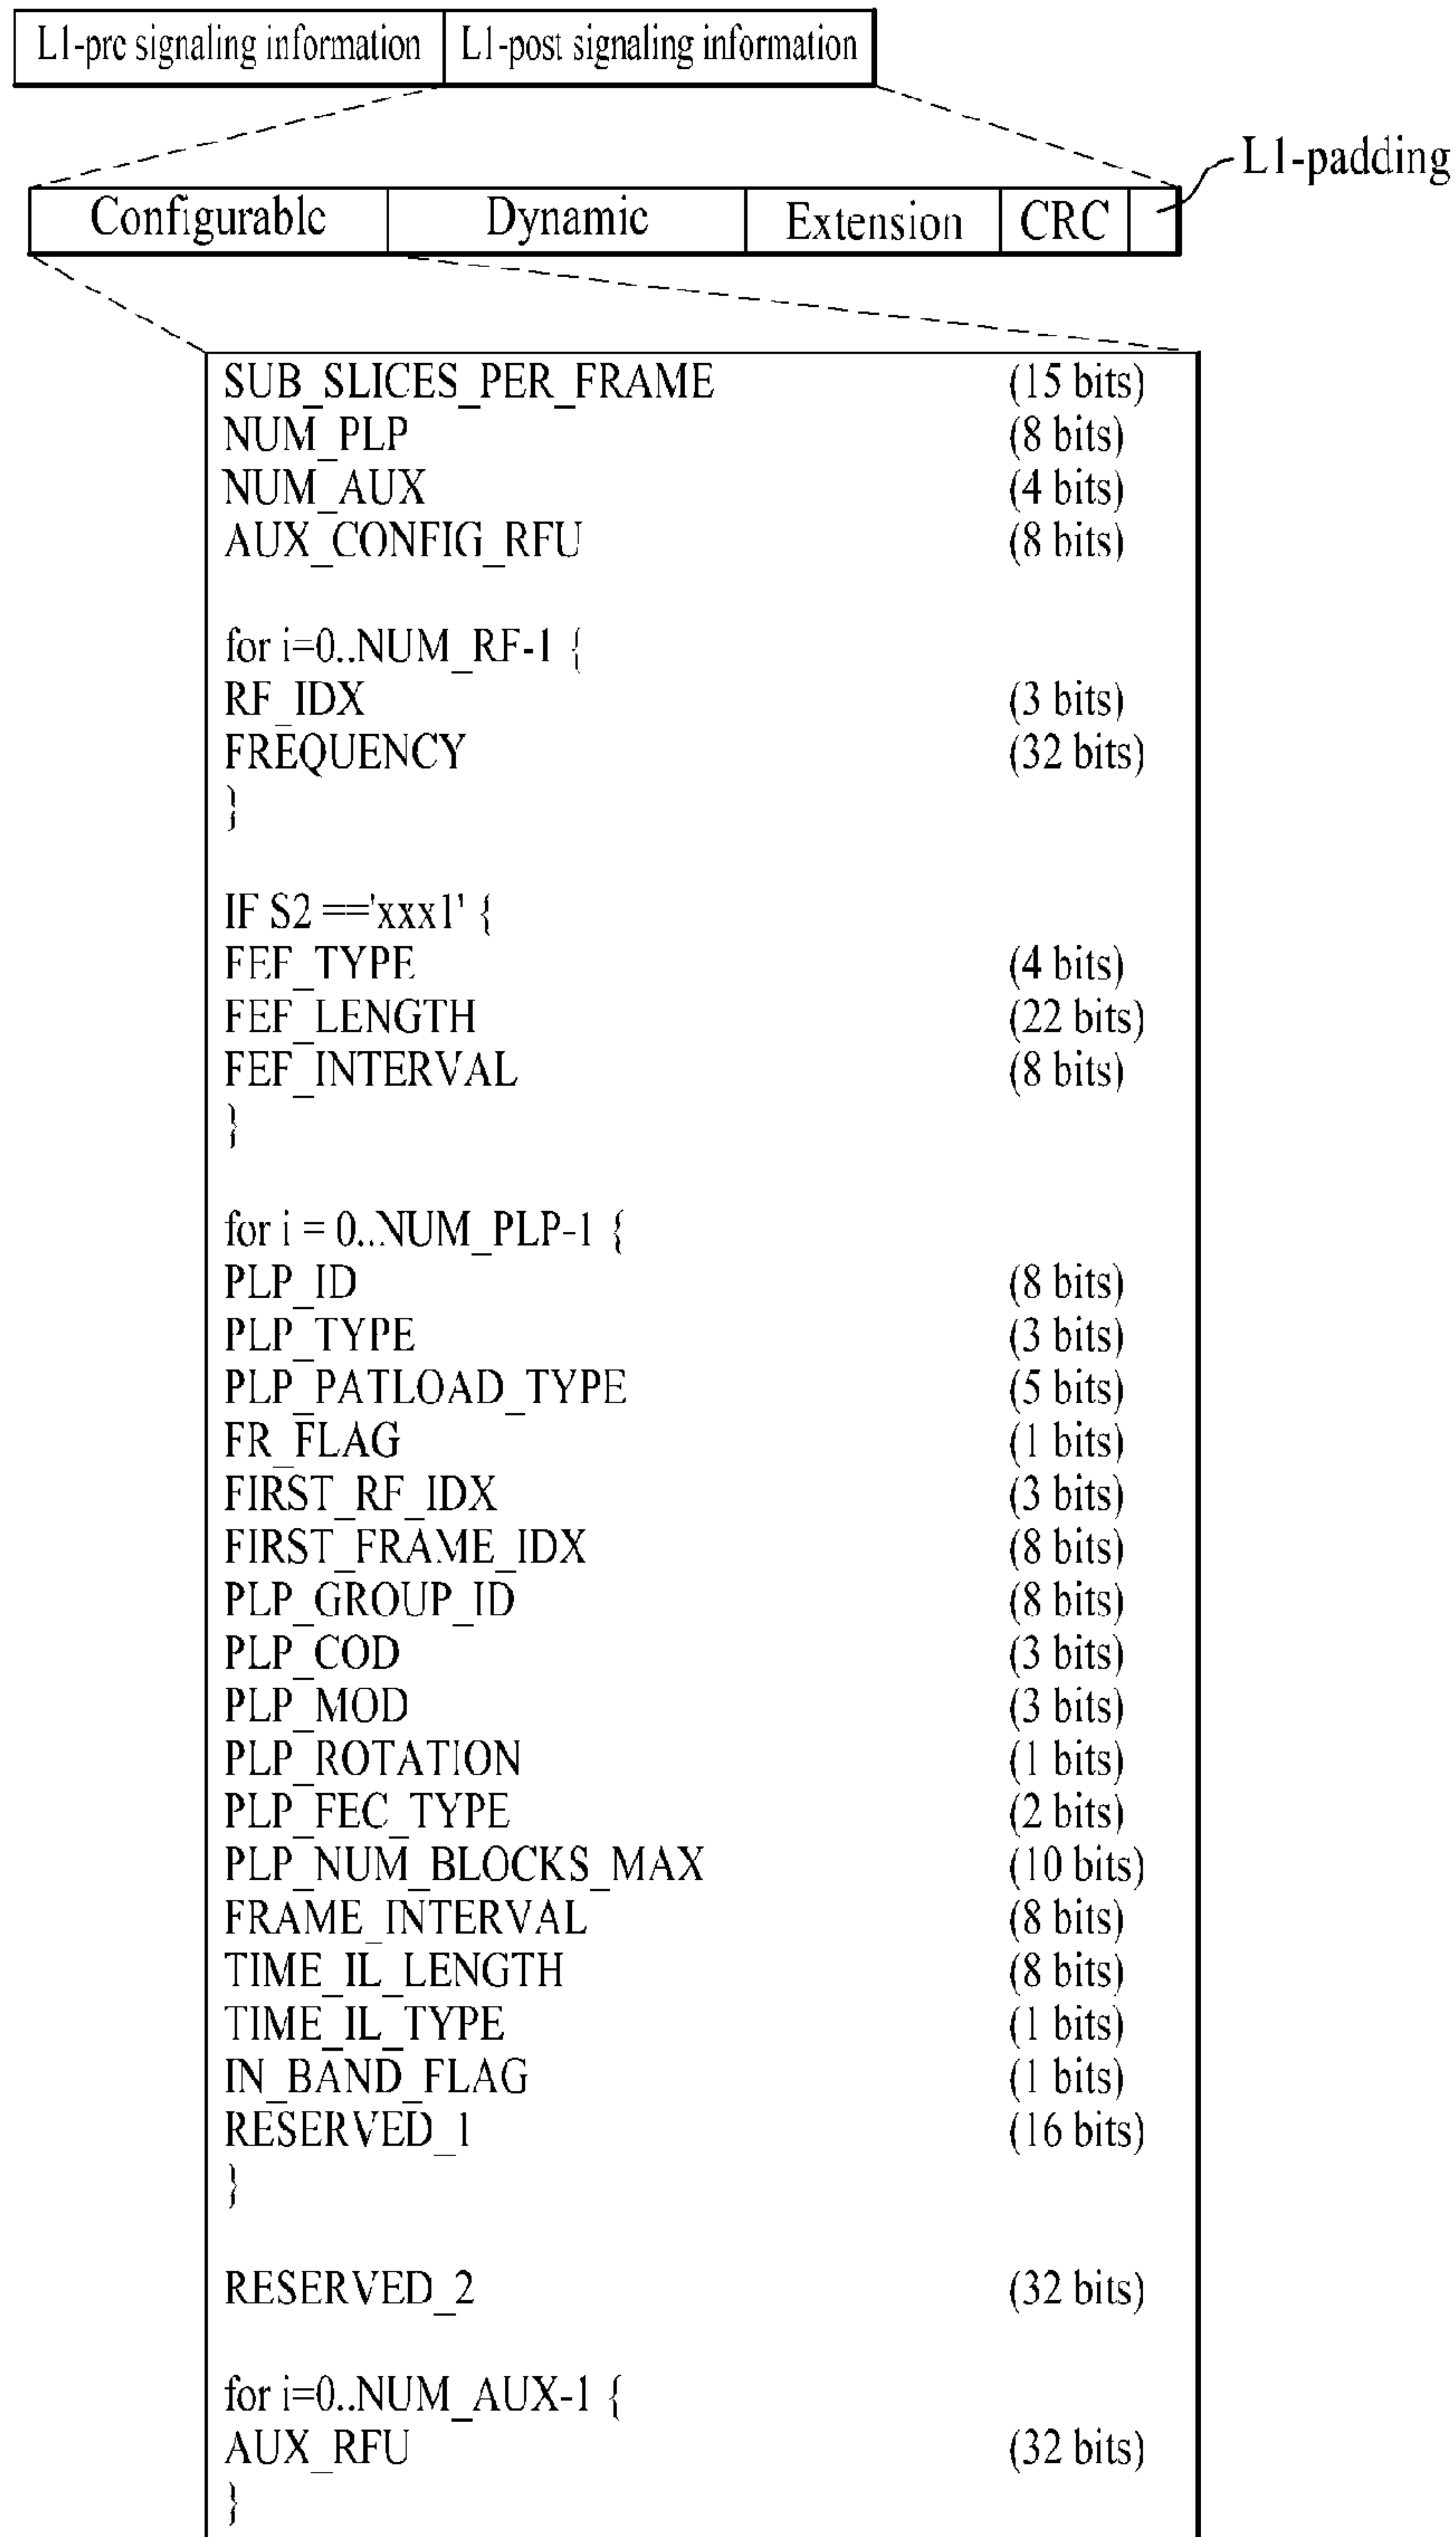 L1-pre signaling information L1-post signaling information
L1-padding
Configurable Dynamic Extension CRC
SUB_SLICES_PER_FRAME (15 bits)
NUM_PLP (8 bits)
NUM_AUX (4 bits)
AUX_CONFIG_RFU (8 bits)
for i=0..NUM_RF-1 {
RF_IDX (3 bits)
FREQUENCY (32 bits)
}
IF S2 =='xxx1' {
FEF_TYPE (4 bits)
FEF_LENGTH (22 bits)
FEF_INTERVAL (8 bits)
}
for i = 0..NUM_PLP-1 {
PLP_ID (8 bits)
PLP_TYPE (3 bits)
PLP_PATLOAD_TYPE (5 bits)
FR_FLAG (1 bits)
FIRST_RF_IDX (3 bits)
FIRST_FRAME_IDX (8 bits)
PLP_GROUP_ID (8 bits)
PLP_COD (3 bits)
PLP_MOD (3 bits)
PLP_ROTATION (1 bits)
PLP_FEC_TYPE (2 bits)
PLP_NUM_BLOCKS_MAX (10 bits)
FRAME_INTERVAL (8 bits)
TIME_IL_LENGTH (8 bits)
TIME_IL_TYPE (1 bits)
IN_BAND_FLAG (1 bits)
RESERVED_1 (16 bits)
}
RESERVED_2 (32 bits)
for i=0..NUM_AUX-1 {
AUX_RFU (32 bits)
}